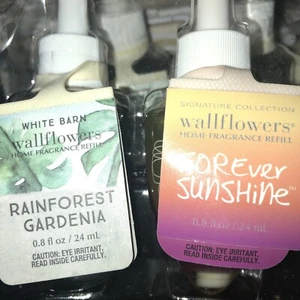 WHITE BARN
wallflowers®
HOME FRAGRANCE REFILL
RAINFOREST
GARDENIA
0.8 fl oz / 24 mL
CAUTION: EYE IRRITANT,
READ INSIDE CAREFULLY.
SIGNATURE COLLECTION
wallflowers®
HOME FRAGRANCE REFILL
FOREver
SUNSHiNe™
0.8 fl oz / 24 mL
CAUTION: EYE IRRITANT,
READ INSIDE CAREFULLY.